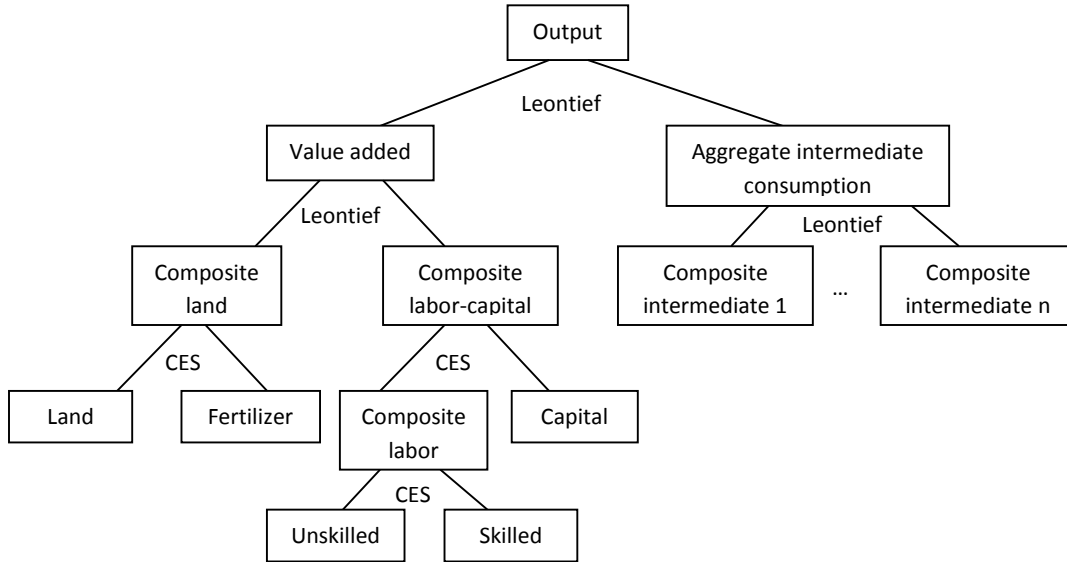 Output
Leontief
Value added
Aggregate intermediate
consumption
Leontief
Leontief
Composite
land
Composite
labor-capital
Composite
intermediate 1
...
Composite
intermediate n
CES
CES
Land
Fertilizer
Composite
labor
Capital
CES
Unskilled
Skilled